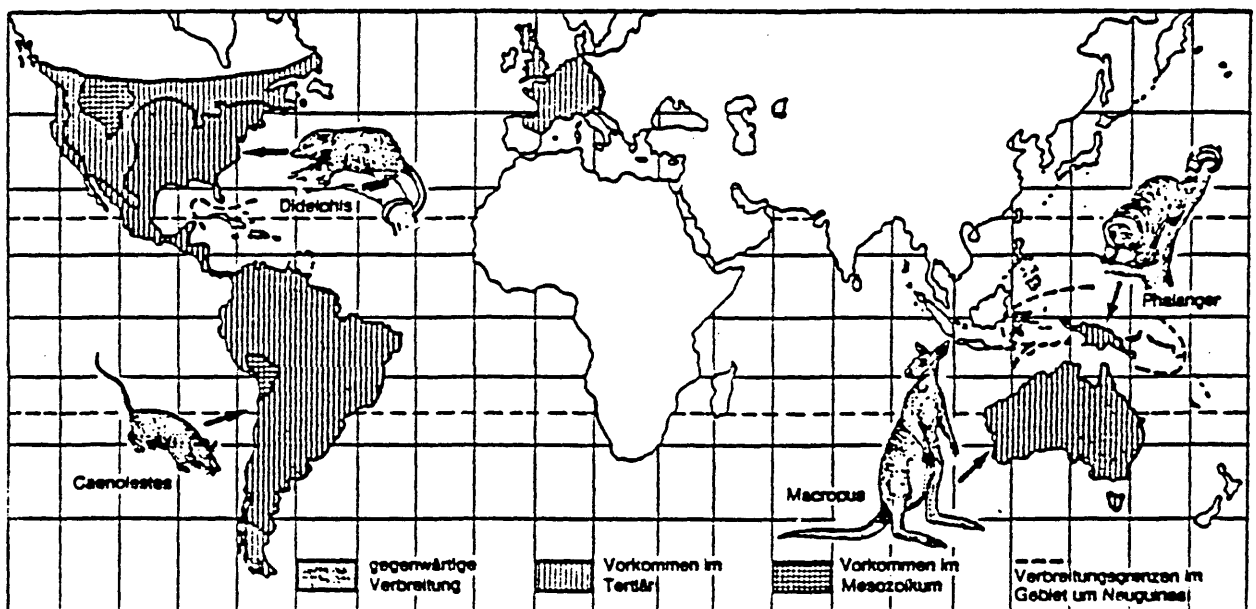 Didelphis
Phalanger
Caenolestes
Macropus
gegenwärtige
Verbreitung
Vorkommen im
Tertiär
Vorkommen im
Mesozoikum
Verbreitungsgrenzen im
Gebiet um Neuguinea